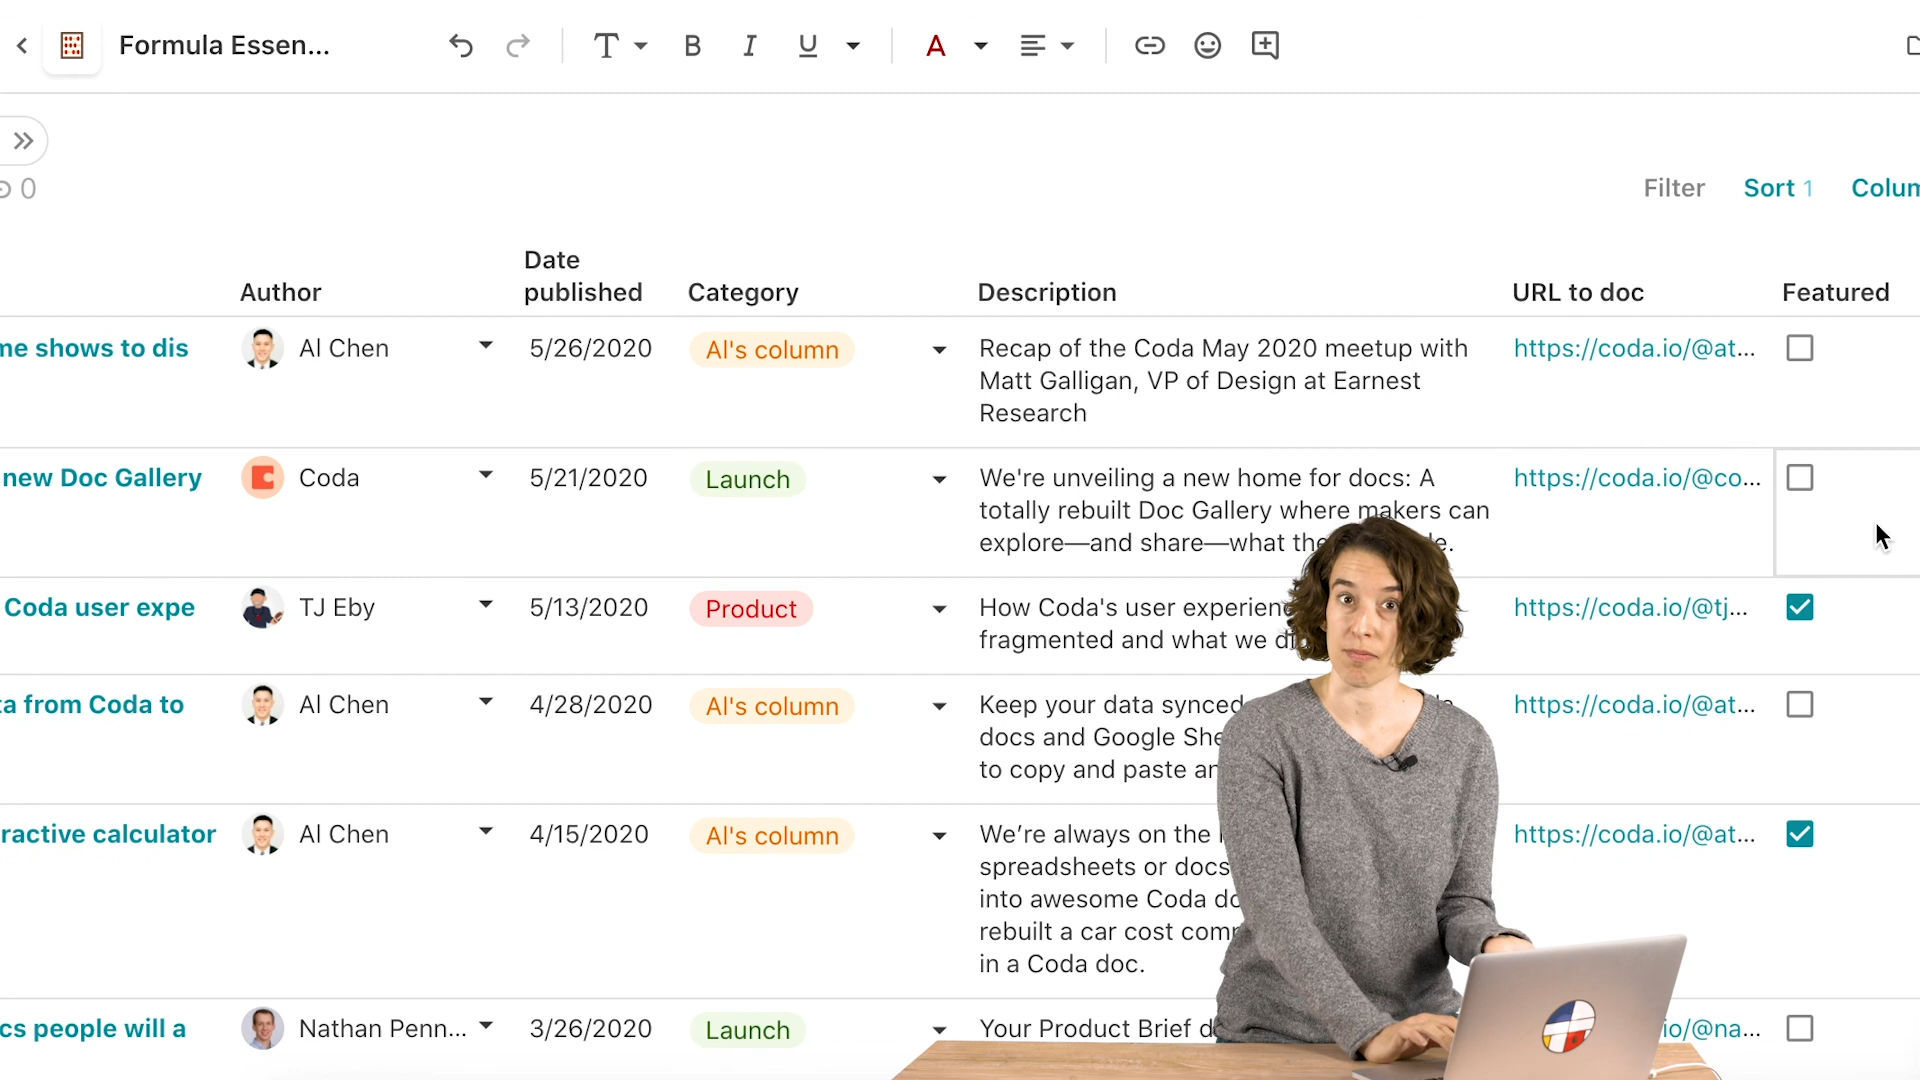 Formula Essen...
T B I U A
0
Filter Sort 1 Colum
Author Date published Category Description URL to doc Featured
me shows to dis Al Chen 5/26/2020 Al's column Recap of the Coda May 2020 meetup with https://coda.io/@at...
Matt Galligan, VP of Design at Earnest
Research
new Doc Gallery Coda 5/21/2020 Launch We're unveiling a new home for docs: A https://coda.io/@co...
totally rebuilt Doc Gallery where makers can
explore—and share—what the e.
Coda user expe TJ Eby 5/13/2020 Product How Coda's user experienc https://coda.io/@tj...
fragmented and what we di
ta from Coda to Al Chen 4/28/2020 Al's column Keep your data synced https://coda.io/@at...
docs and Google She
to copy and paste an
ractive calculator Al Chen 4/15/2020 Al's column We're always on the https://coda.io/@at...
spreadsheets or docs
into awesome Coda do
rebuilt a car cost comp
in a Coda doc.
cs people will a Nathan Penn... 3/26/2020 Launch Your Product Brief d io/@na...